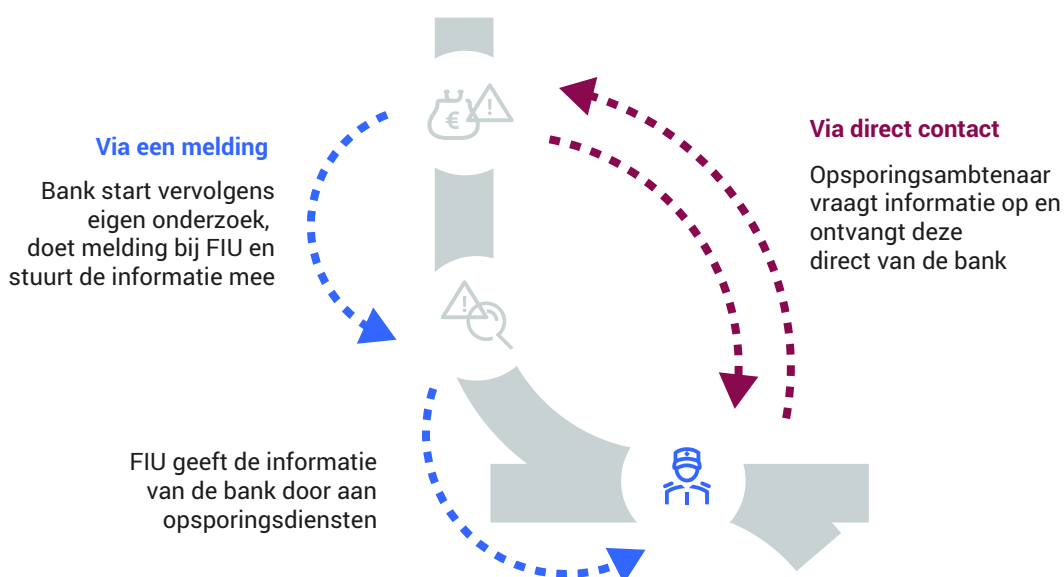 Via een melding
Bank start vervolgens
eigen onderzoek,
doet melding bij FIU en
stuurt de informatie mee
Via direct contact
Opsporingsambtenaar
vraagt informatie op en
ontvangt deze
direct van de bank
FIU geeft de informatie
van de bank door aan
opsporingsdiensten